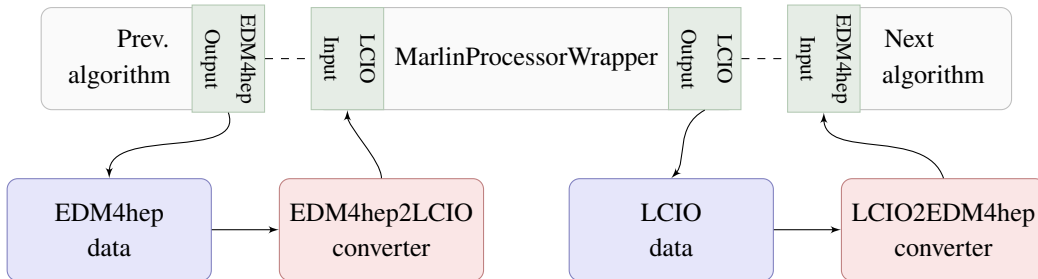 Prev.
algorithm
EDM4hep
Output
LCIO
Input
MarlinProcessorWrapper
LCIO
Output
EDM4hep
Input
Next
algorithm
EDM4hep
data
EDM4hep2LCIO
converter
LCIO
data
LCIO2EDM4hep
converter